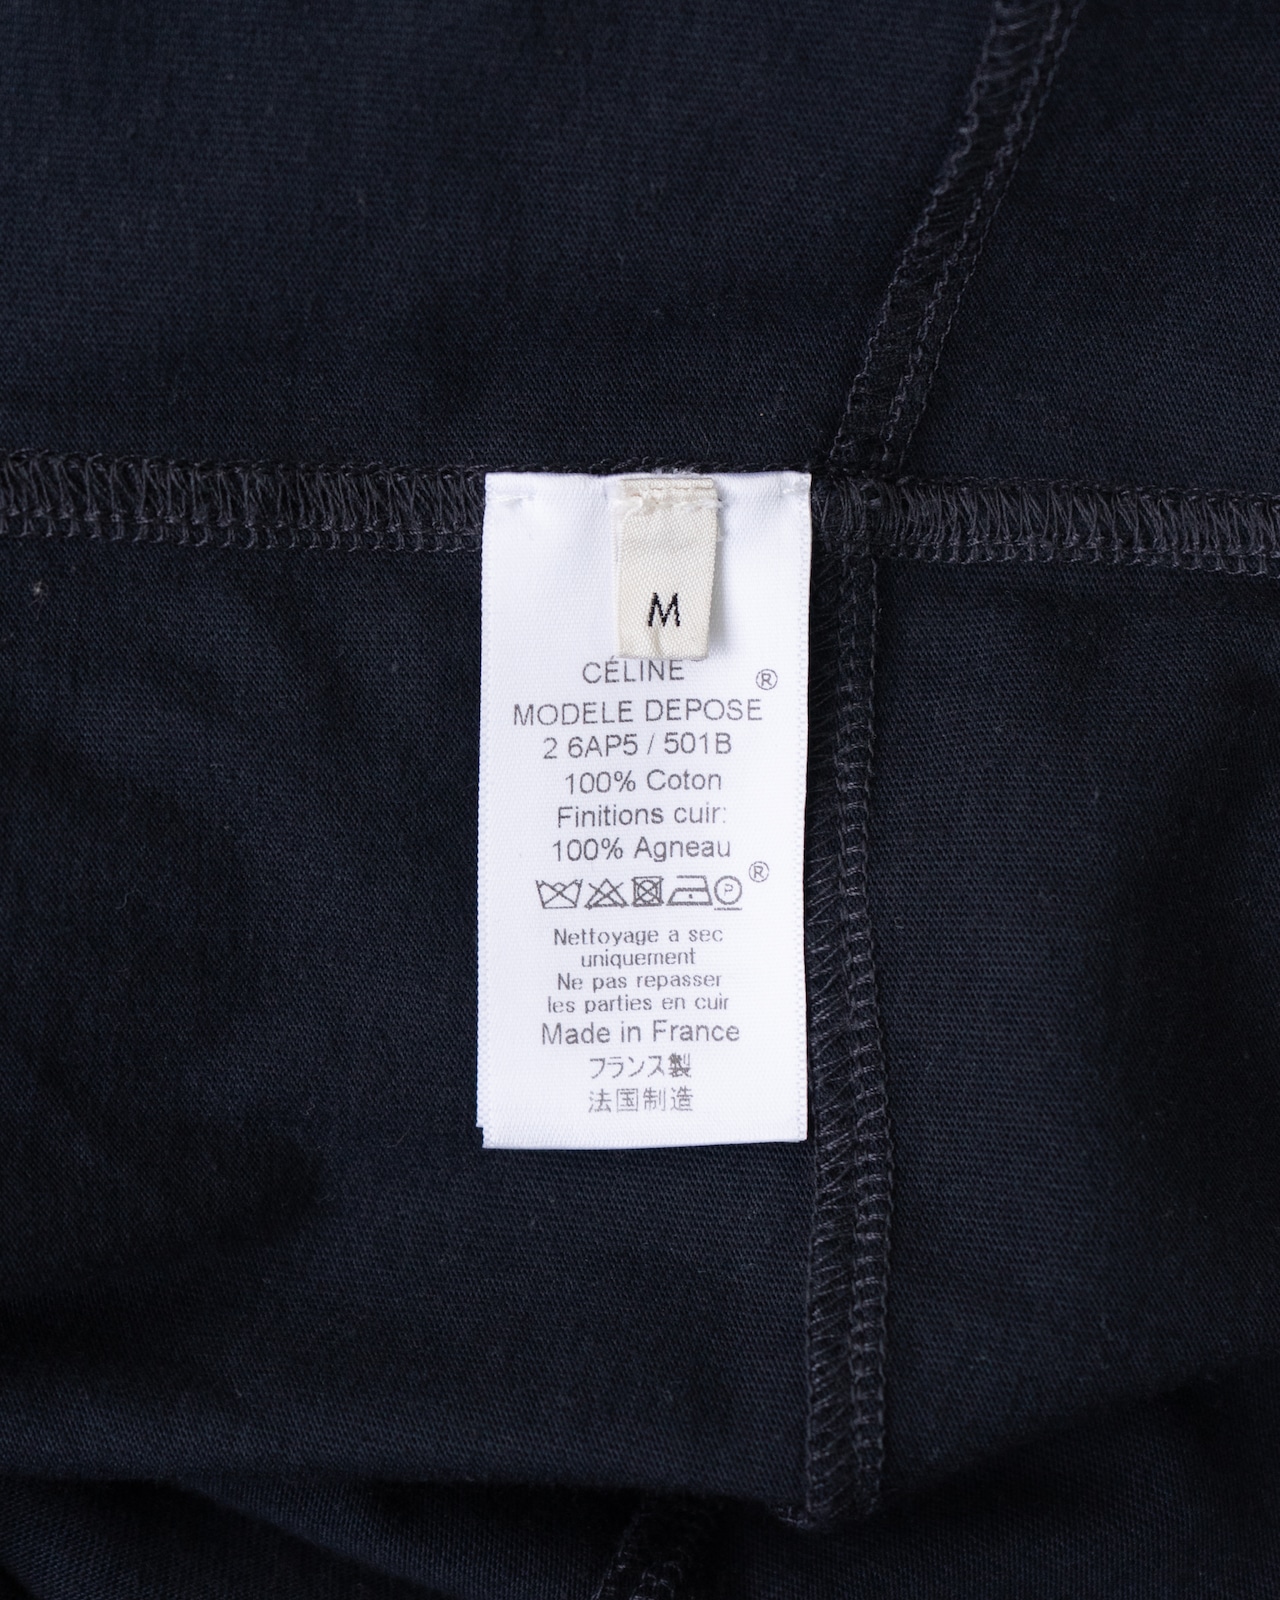 M
CÉLINE
®
MODELE DEPOSE
2 6AP5 / 501B
100% Coton
Finitions cuir:
100% Agneau
P ®
Nettoyage a sec
uniquement
Ne pas repasser
les parties en cuir
Made in France
フランス製
法国制造